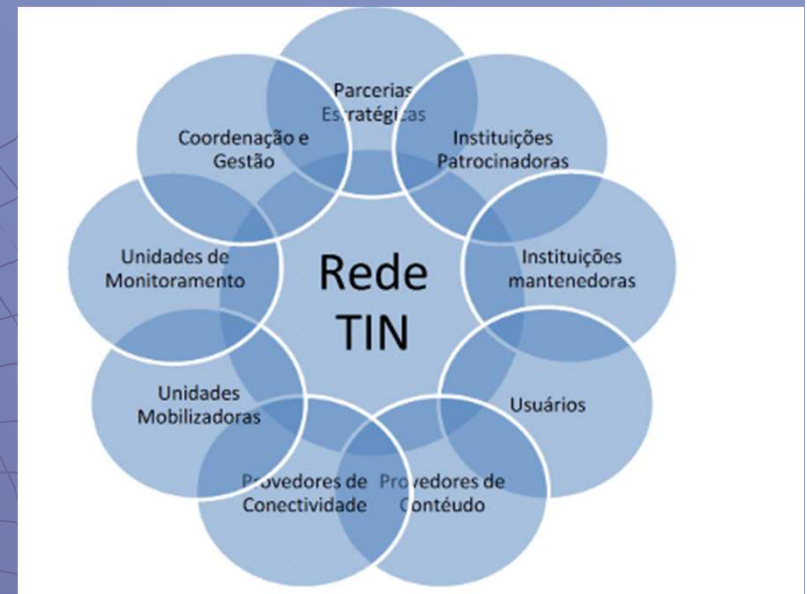 Parcerias
Estratégicas
Instituições
Patrocinadoras
Instituições
mantenedoras
Usuários
Provedores de
Contéudo
Provedores de
Conectividade
Unidades
Mobilizadoras
Unidades de
Monitoramento
Coordenação e
Gestão
Rede
TIN